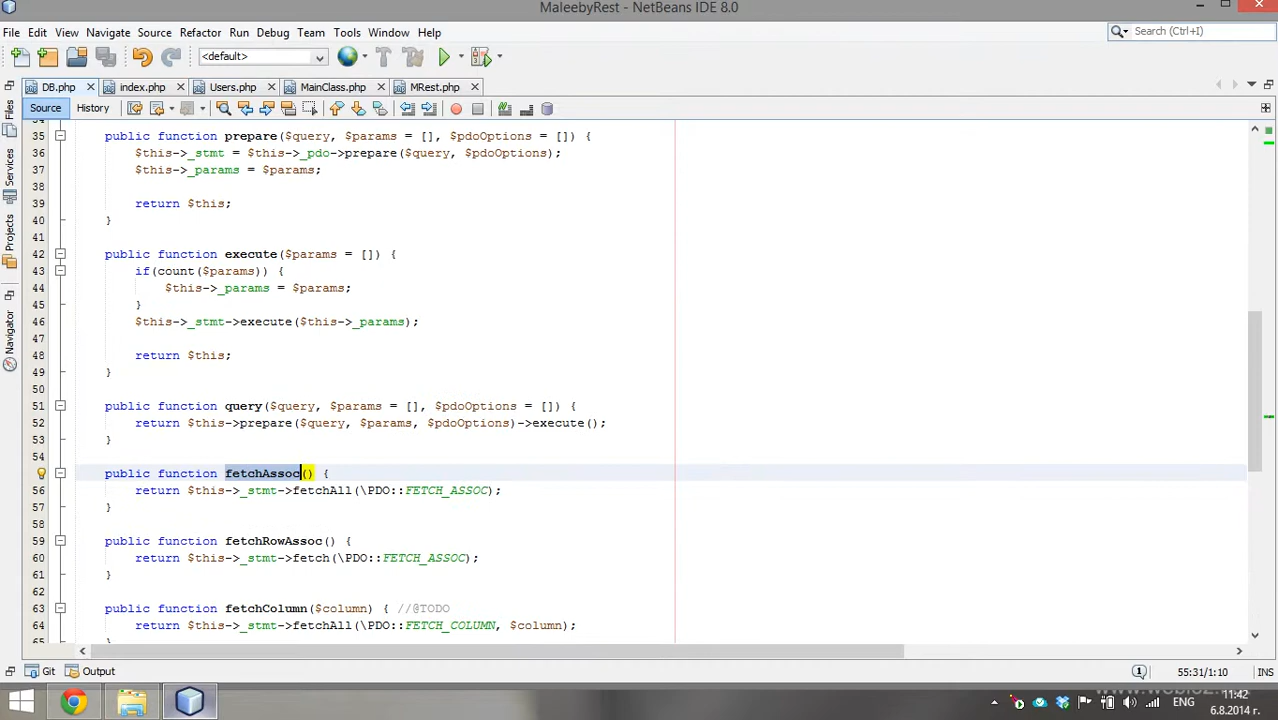 MaleebyRest - NetBeans IDE 8.0
File Edit View Navigate Source Refactor Run Debug Team Tools Window Help
Search (Ctrl+I)
<default>
DB.php index.php Users.php MainClass.php MRest.php
Source History
Files
Services
Projects
Navigator
34
35 public function prepare($query, $params = [], $pdoOptions = []) {
36 $this->_stmt = $this->_pdo->prepare($query, $pdoOptions);
37 $this->_params = $params;
38
39 return $this;
40 }
41
42 public function execute($params = []) {
43 if(count($params)) {
44 $this->_params = $params;
45 }
46 $this->_stmt->execute($this->_params);
47
48 return $this;
49 }
50
51 public function query($query, $params = [], $pdoOptions = []) {
52 return $this->prepare($query, $params, $pdoOptions)->execute();
53 }
54
public function fetchAssoc() {
56 return $this->_stmt->fetchAll(\PDO::FETCH_ASSOC);
57 }
58
59 public function fetchRowAssoc() {
60 return $this->_stmt->fetch(\PDO::FETCH_ASSOC);
61 }
62
63 public function fetchColumn($column) { //@TODO
64 return $this->_stmt->fetchAll(\PDO::FETCH_COLUMN, $column);
65 }
Git Output
55:31/1:10 INS
ENG
11:42
6.8.2014 г.